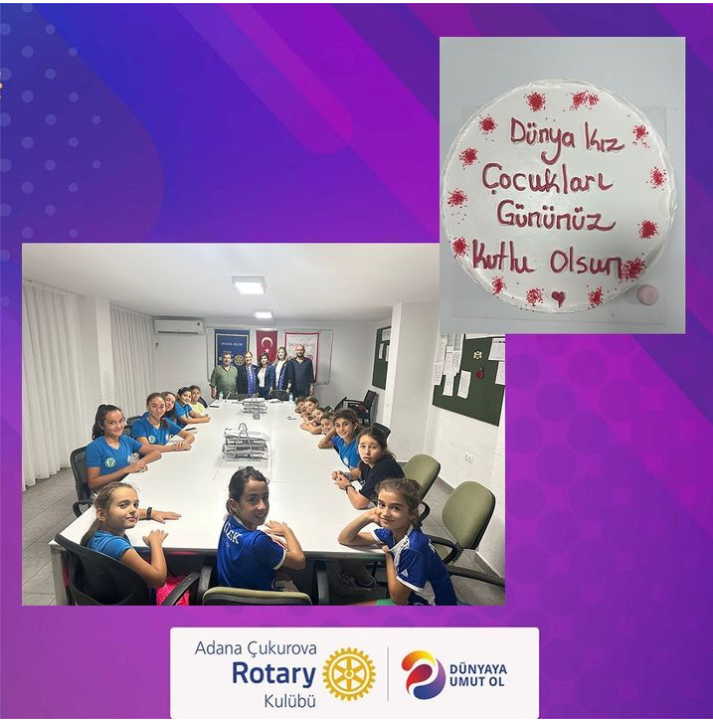 Dünya kız
Çocukları
Gününüz
Kutlu Olsun
Adana Çukurova
Rotary
Kulübü
DÜNYAYA
UMUT OL